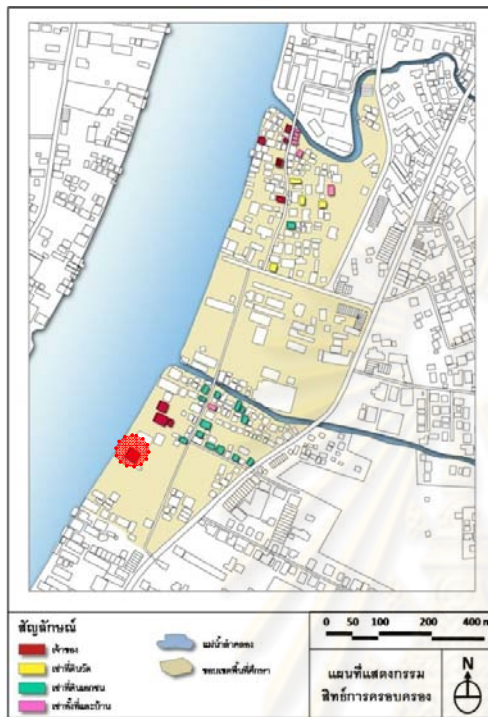 สัญลักษณ์
เจ้าของ
เช่าที่ดินวัด
เช่าที่ดินเอกชน
เช่าทั้งที่และบ้าน
แม่น้ำลำคลอง
ขอบเขตพื้นที่ศึกษา
0 50 100 200 400 m
แผนที่แสดงกรรม
สิทธิ์การครอบครอง
N